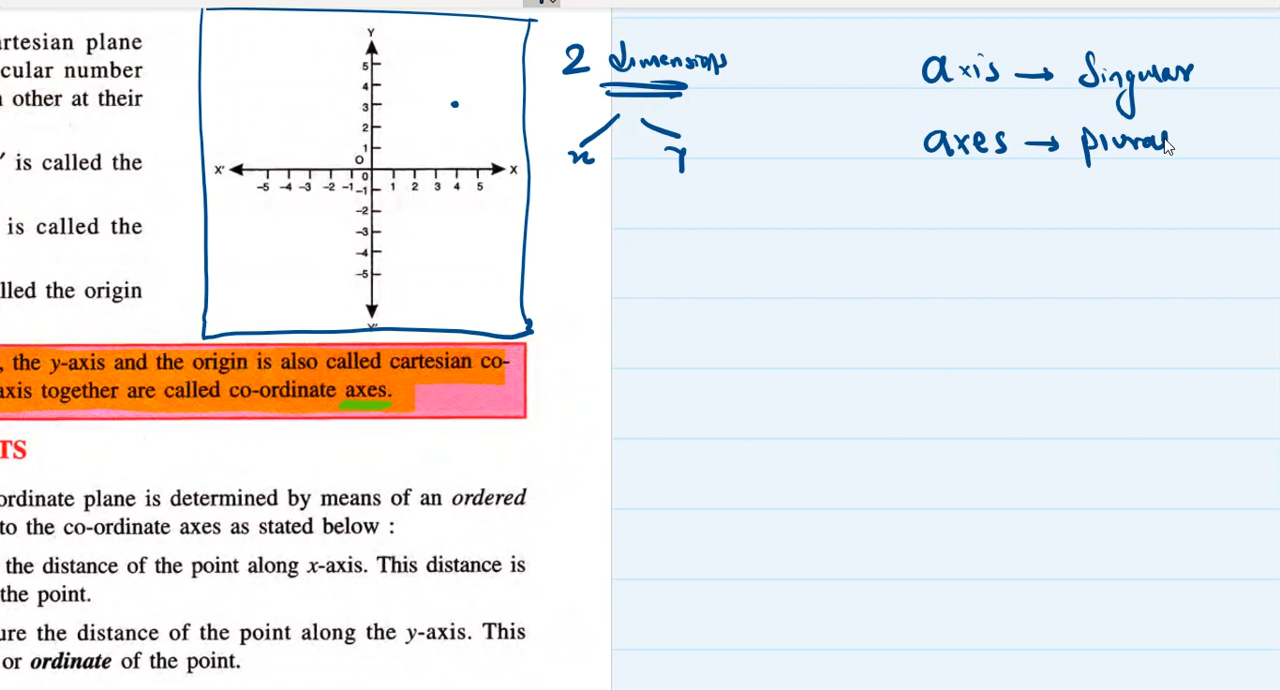 artesian plane
cular number
n other at their
′ is called the
is called the
lled the origin
Y
5
4
3
2
1
O
X′
X
0
-5 -4 -3 -2 -1
1 2 3 4 5
-1
-2
-3
-4
-5
Y′
2 dimensions
x y
axis → Singular
axes → plural
, the y-axis and the origin is also called cartesian co-
axis together are called co-ordinate axes.
TS
ordinate plane is determined by means of an ordered
to the co-ordinate axes as stated below :
the distance of the point along x-axis. This distance is
the point.
ure the distance of the point along the y-axis. This
or ordinate of the point.